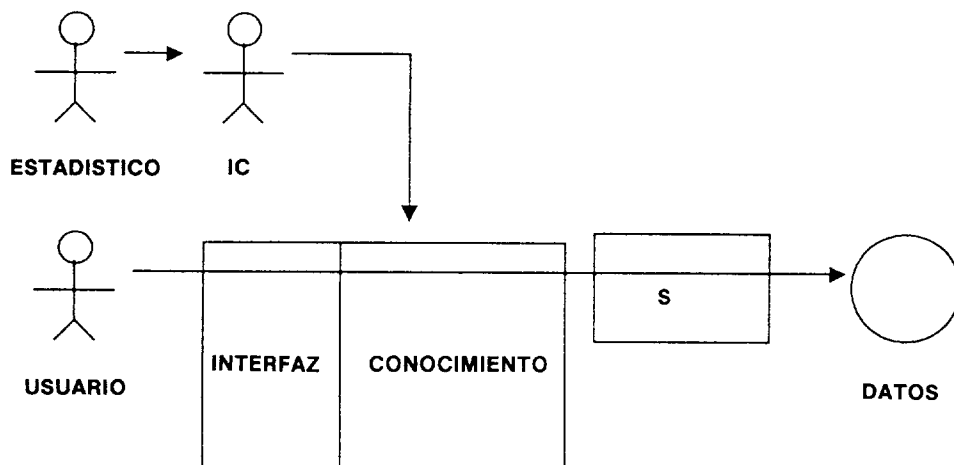 ESTADISTICO
IC
S
INTERFAZ
CONOCIMIENTO
USUARIO
DATOS